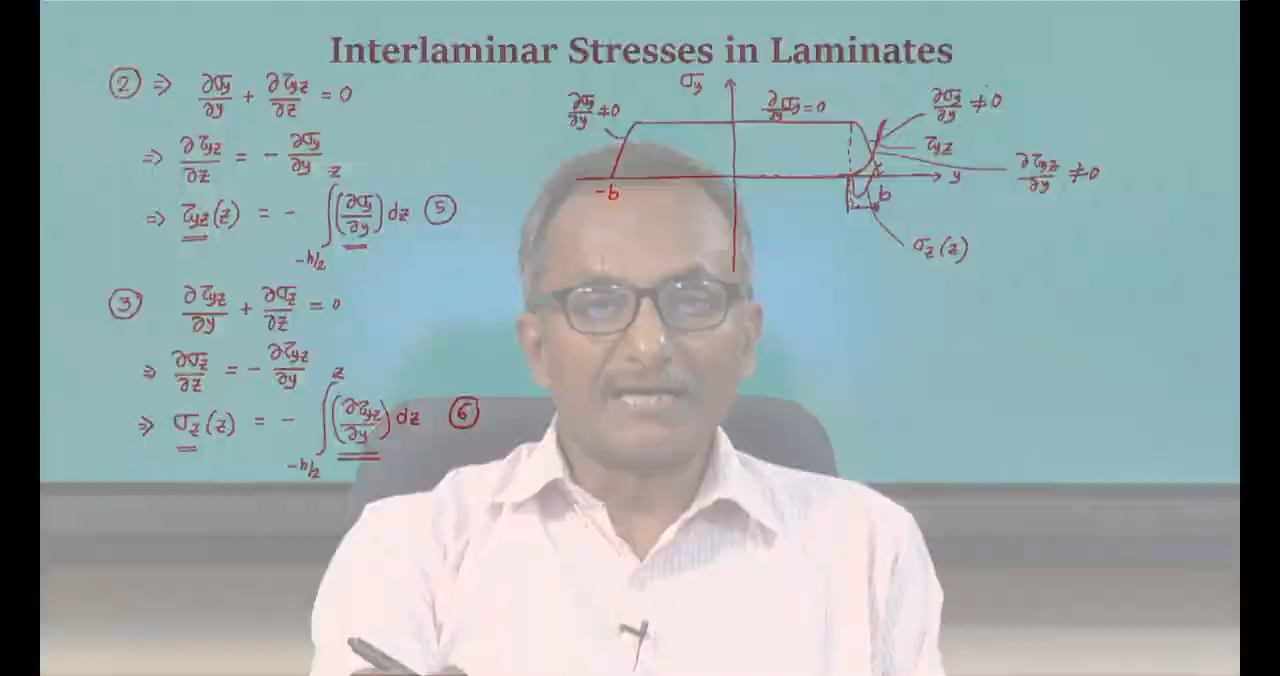 Interlaminar Stresses in Laminates
② ⇒ ∂σy/∂y + ∂τyz/∂z = 0
⇒ ∂τyz/∂z = - ∂σy/∂y
⇒ τyz(z) = - ∫_{-h/2}^{z} (∂σy/∂y) dz ⑤
③ ∂τyz/∂y + ∂σz/∂z = 0
⇒ ∂σz/∂z = - ∂τyz/∂y
⇒ σz(z) = - ∫_{-h/2}^{z} (∂τyz/∂y) dz ⑥
σy
∂σy/∂y ≠ 0
∂σy/∂y = 0
∂σy/∂y ≠ 0
τyz
∂τyz/∂y ≠ 0
y
-b
b
σz(z)